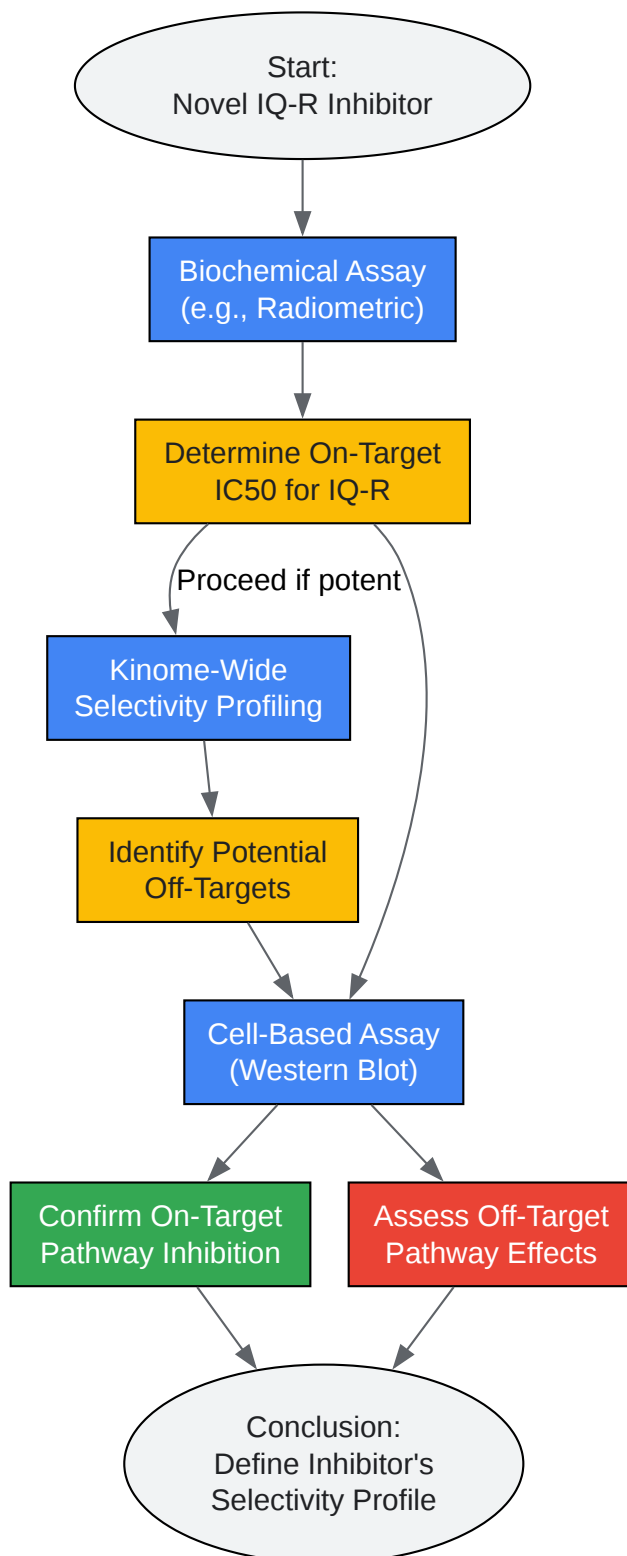 Start:
Novel IQ-R Inhibitor
Biochemical Assay
(e.g., Radiometric)
Determine On-Target
IC50 for IQ-R
Proceed if potent
Kinome-Wide
Selectivity Profiling
Identify Potential
Off-Targets
Cell-Based Assay
(Western Blot)
Confirm On-Target
Pathway Inhibition
Assess Off-Target
Pathway Effects
Conclusion:
Define Inhibitor's
Selectivity Profile